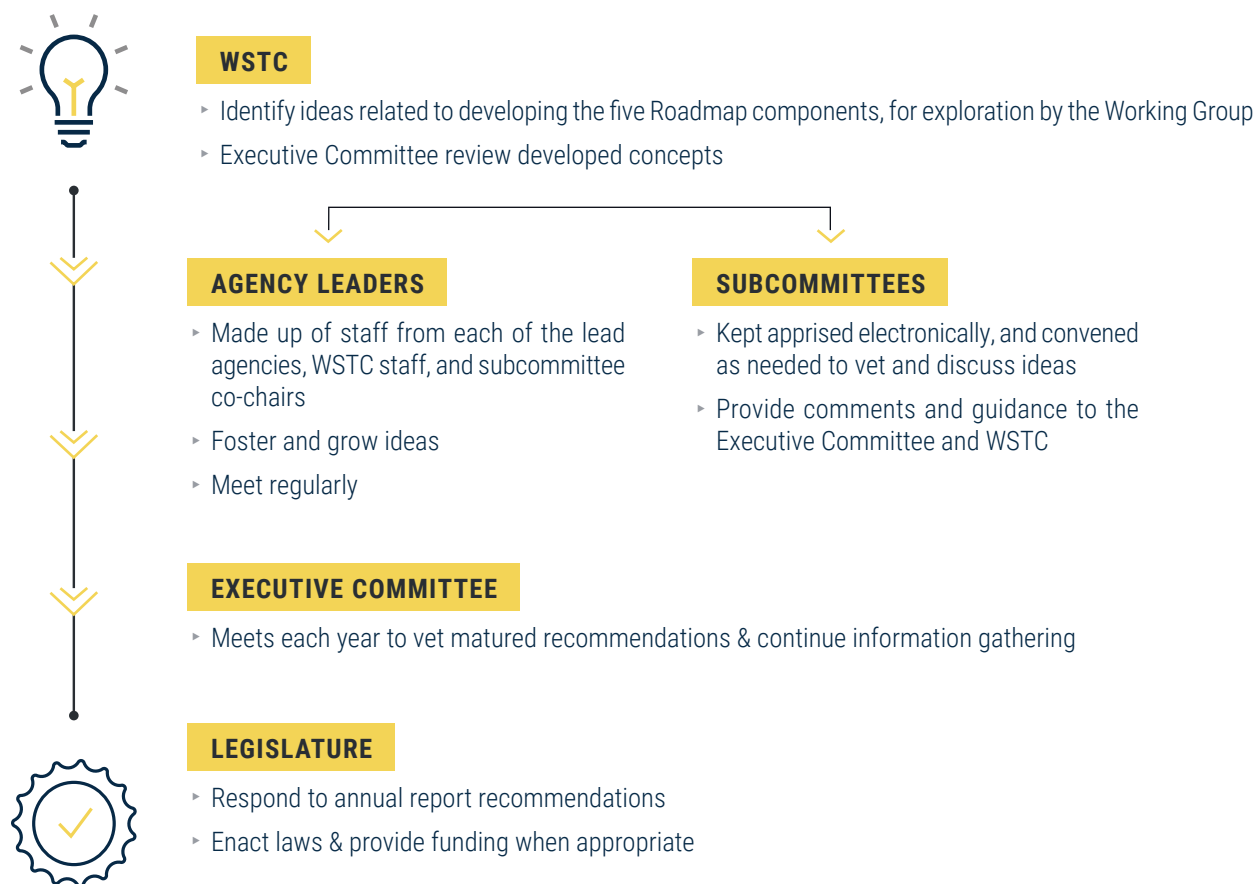 WSTC
‣ Identify ideas related to developing the five Roadmap components, for exploration by the Working Group
‣ Executive Committee review developed concepts
AGENCY LEADERS
‣ Made up of staff from each of the lead
agencies, WSTC staff, and subcommittee
co-chairs
‣ Foster and grow ideas
‣ Meet regularly
SUBCOMMITTEES
‣ Kept apprised electronically, and convened
as needed to vet and discuss ideas
‣ Provide comments and guidance to the
Executive Committee and WSTC
EXECUTIVE COMMITTEE
‣ Meets each year to vet matured recommendations & continue information gathering
LEGISLATURE
‣ Respond to annual report recommendations
‣ Enact laws & provide funding when appropriate